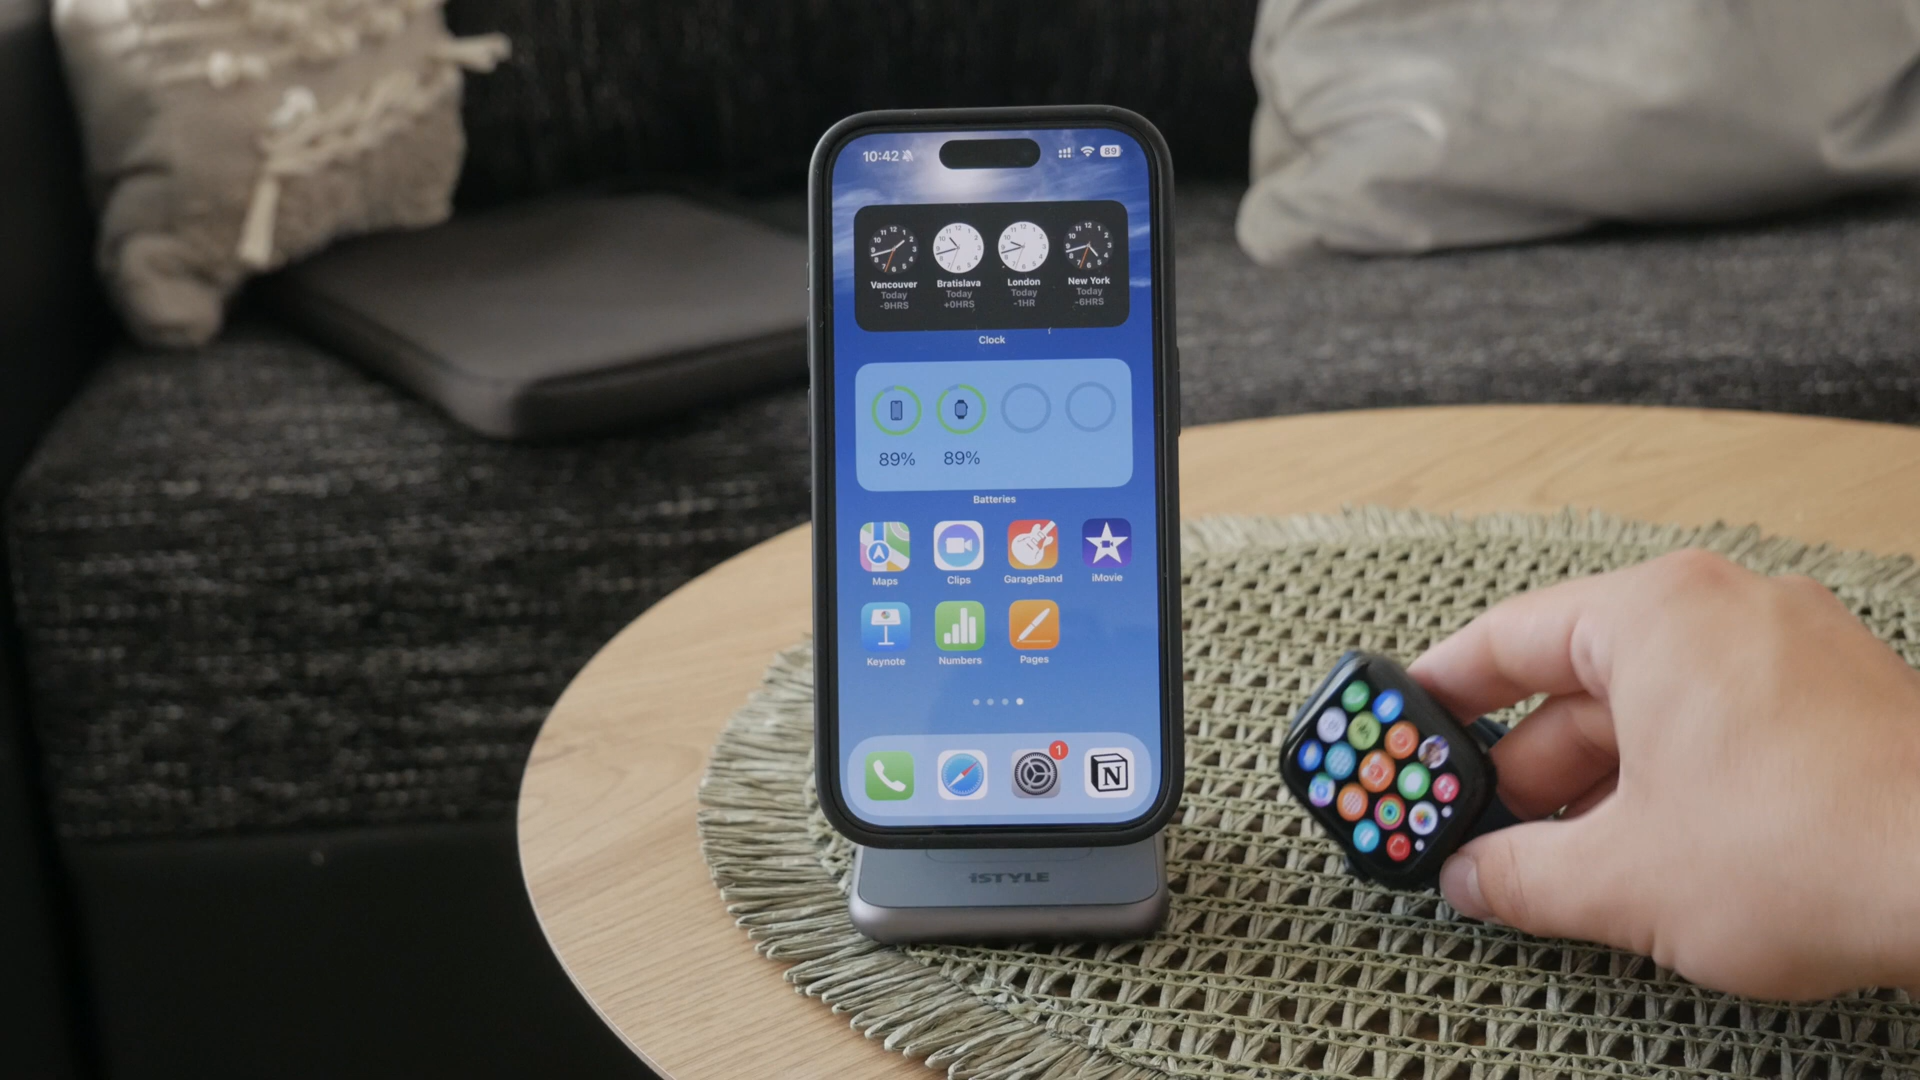 10:42 89
Vancouver Bratislava London New York
Today Today Today Today
-9HRS +0HRS -1HR -6HRS
Clock
89% 89%
Batteries
Maps Clips GarageBand iMovie
Keynote Numbers Pages
1
N
iSTYLE